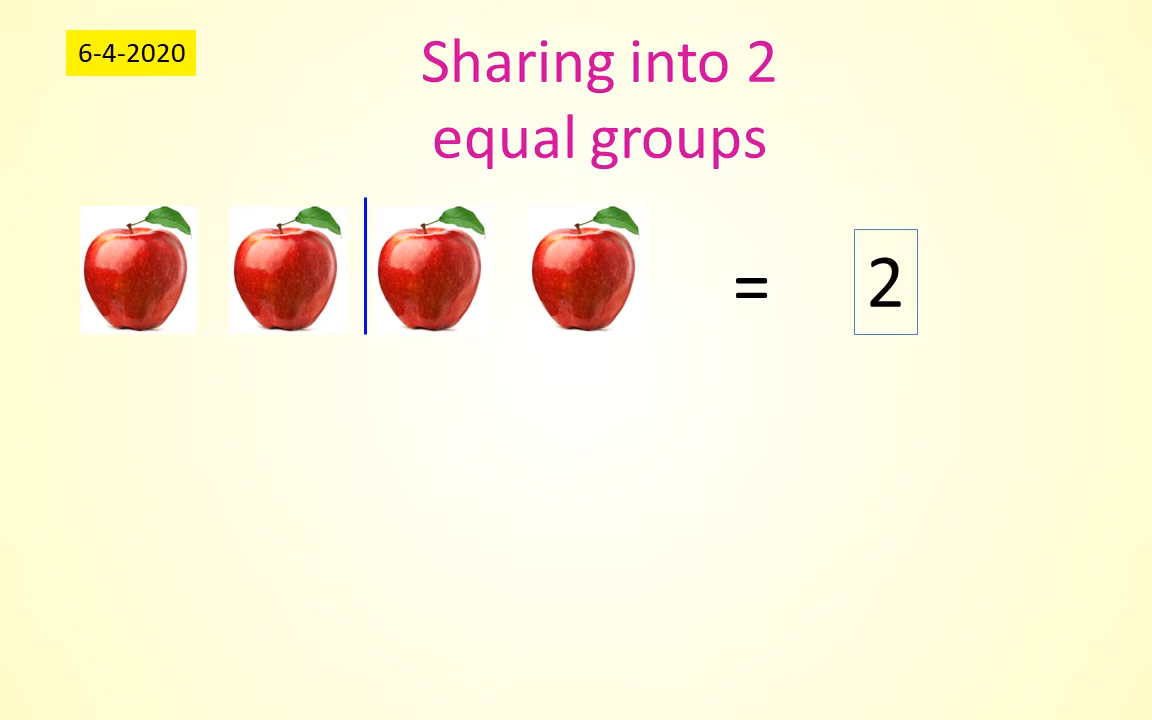 6-4-2020
Sharing into 2
equal groups
= 2